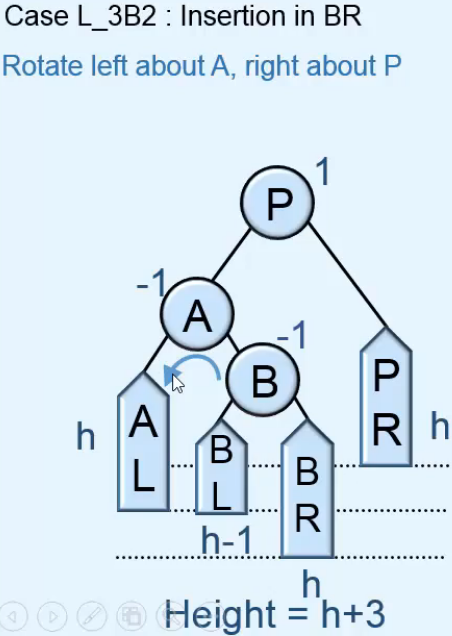 Case L_3B2 : Insertion in BR
Rotate left about A, right about P
1
P
-1
A
-1
B
P
R
h
A
L
h
B
L
B
R
h-1
h
Height = h+3